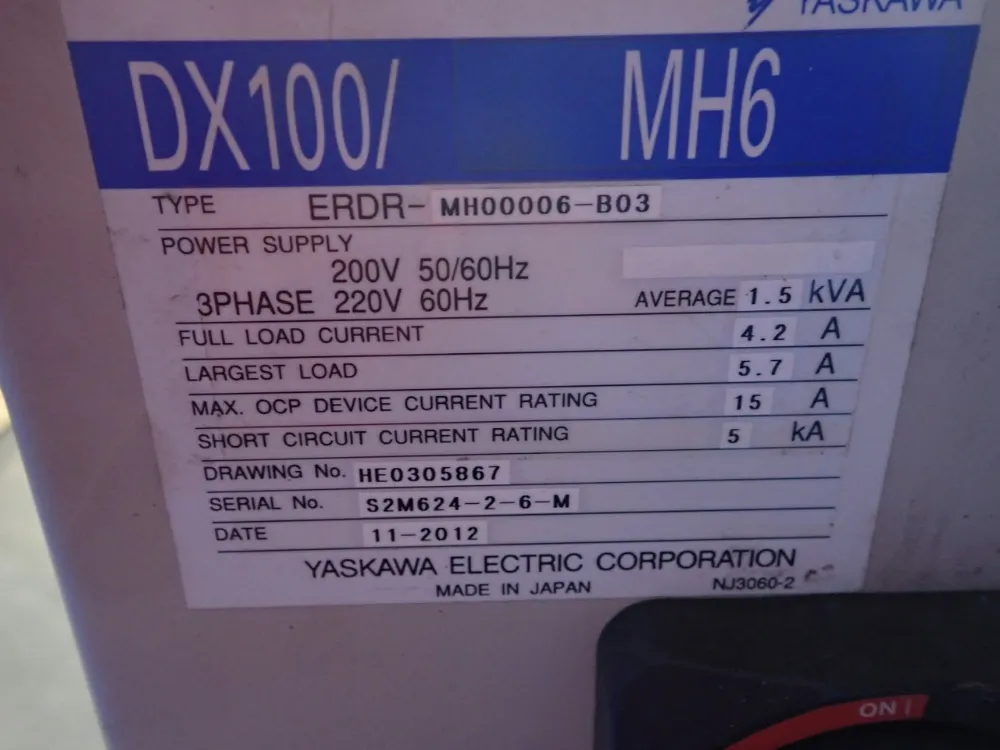 YASKAWA
DX100/ MH6
TYPE ERDR- MH00006-B03
POWER SUPPLY
200V 50/60Hz
3PHASE 220V 60Hz AVERAGE 1.5 kVA
FULL LOAD CURRENT 4.2 A
LARGEST LOAD 5.7 A
MAX. OCP DEVICE CURRENT RATING 15 A
SHORT CIRCUIT CURRENT RATING 5 kA
DRAWING No. HE0305867
SERIAL No. S2M624-2-6-M
DATE 11-2012
YASKAWA ELECTRIC CORPORATION
MADE IN JAPAN NJ3060-2
ON |